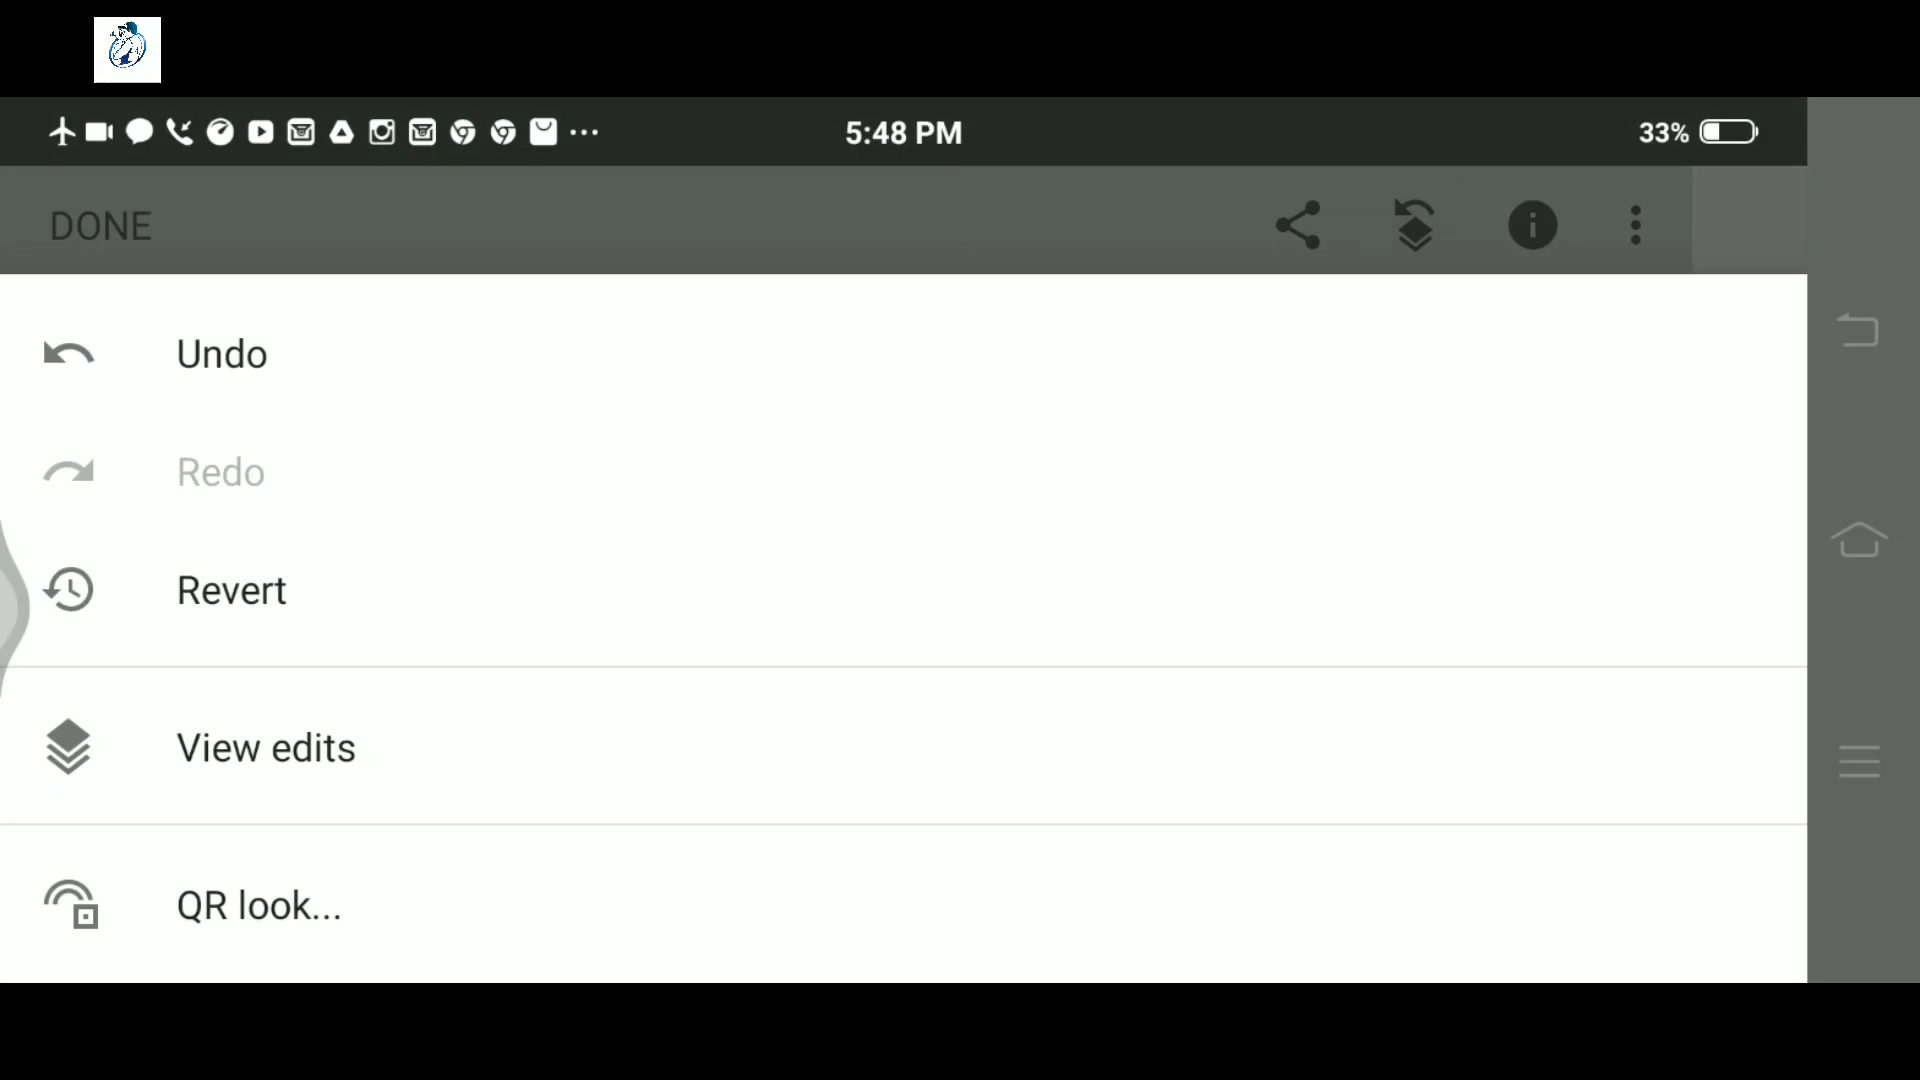 5:48 PM
33%
DONE
Undo
Redo
Revert
View edits
QR look...